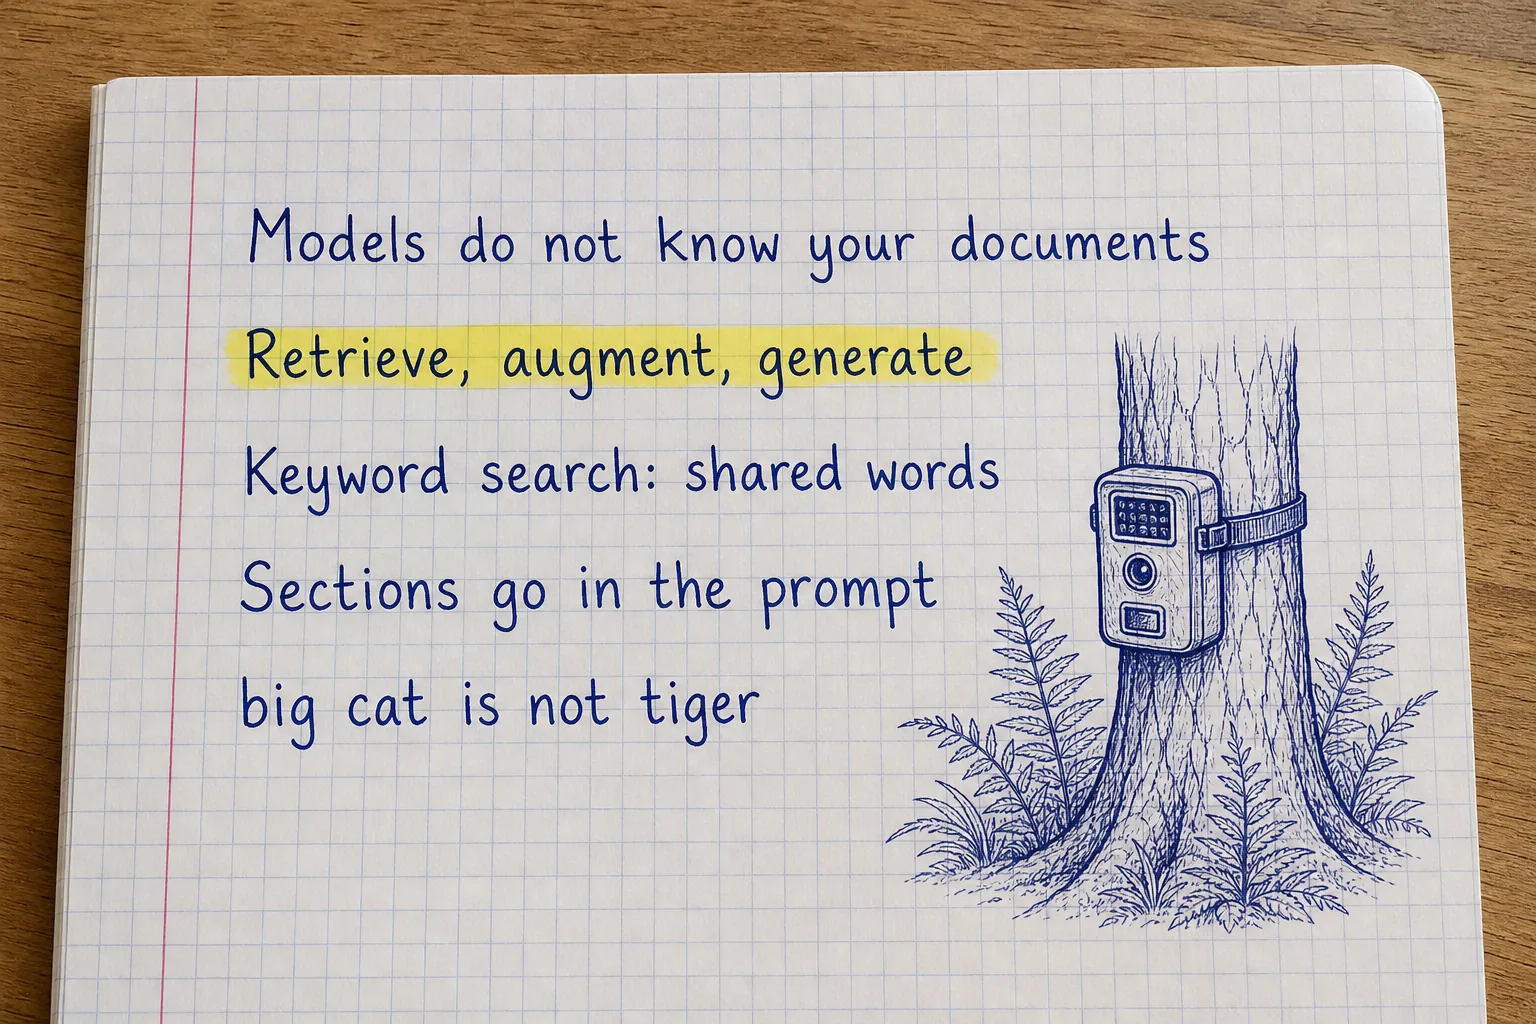 Models do not know your documents
Retrieve, augment, generate
Keyword search: shared words
Sections go in the prompt
big cat is not tiger